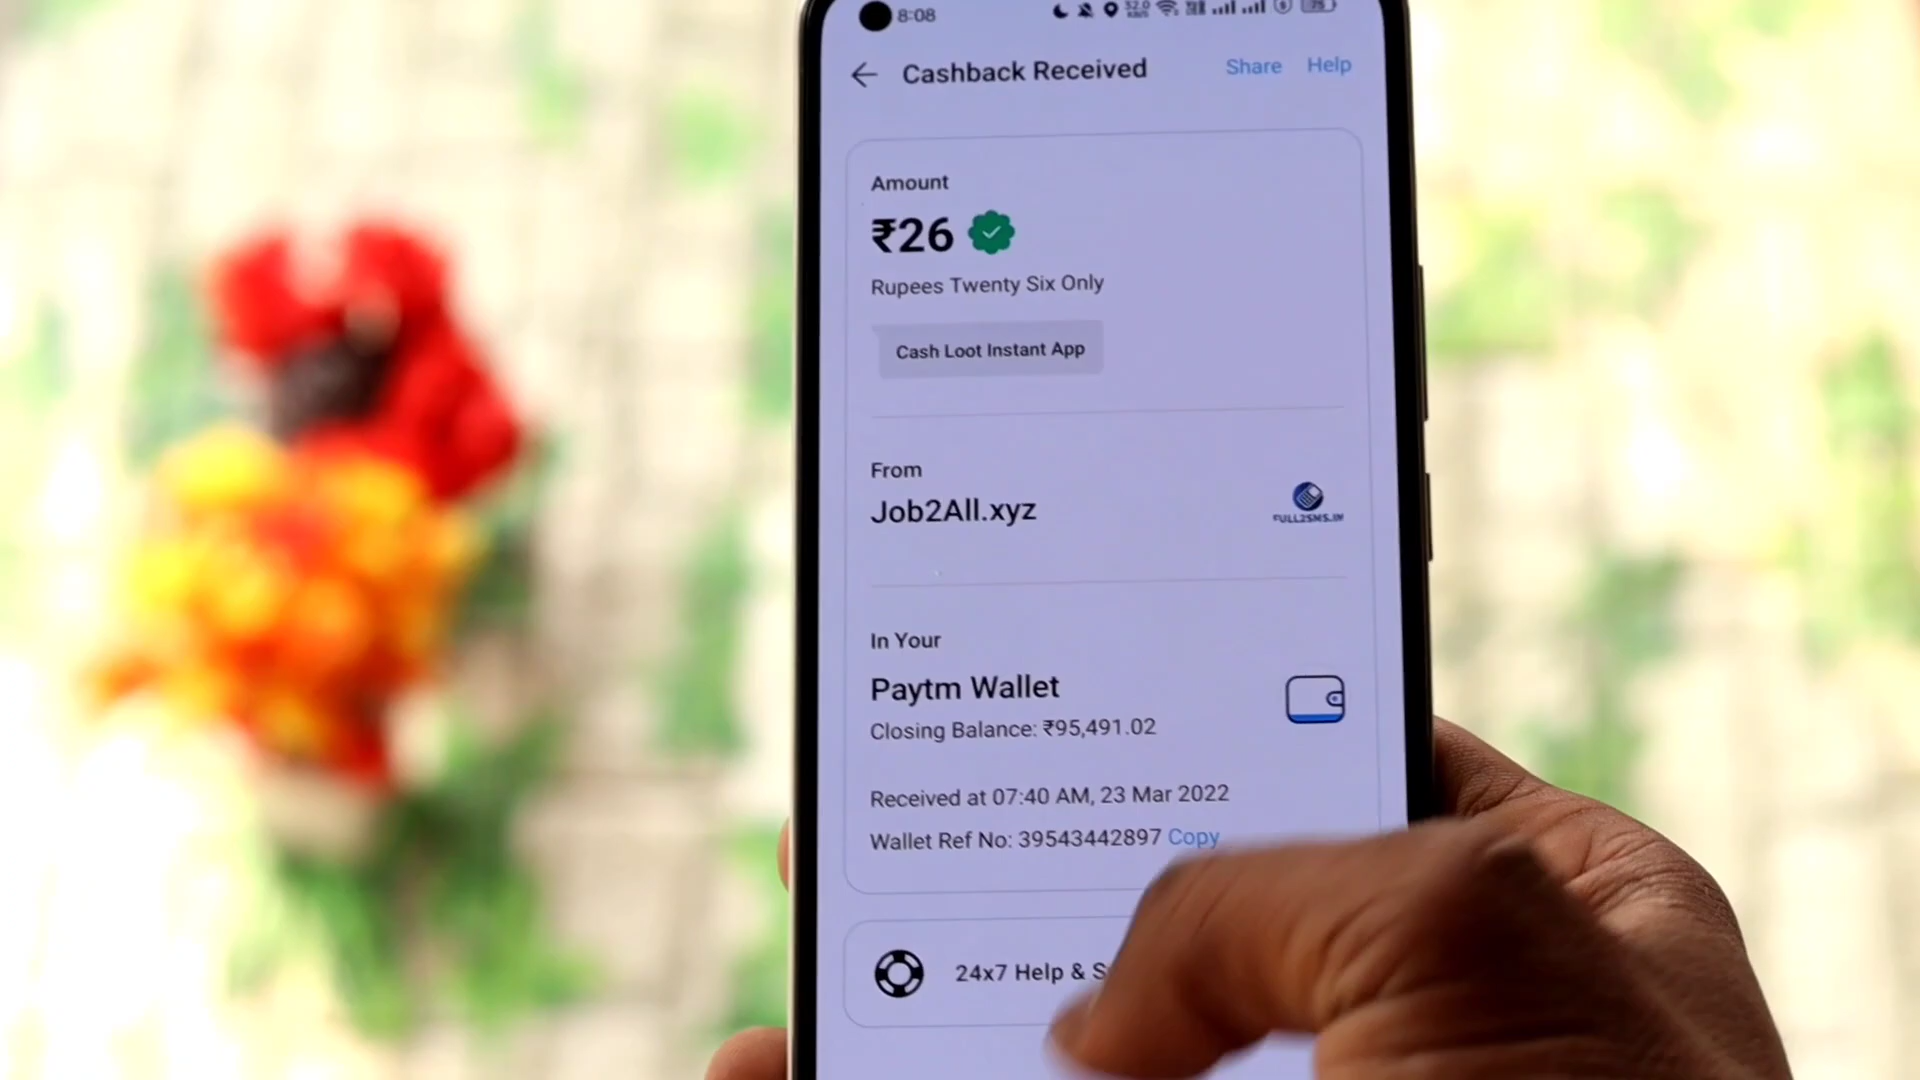 8:08
Cashback Received
Share Help
Amount
₹26
Rupees Twenty Six Only
Cash Loot Instant App
From
Job2All.xyz
FULL2SMS.IN
In Your
Paytm Wallet
Closing Balance: ₹95,491.02
Received at 07:40 AM, 23 Mar 2022
Wallet Ref No: 39543442897 Copy
24x7 Help & S